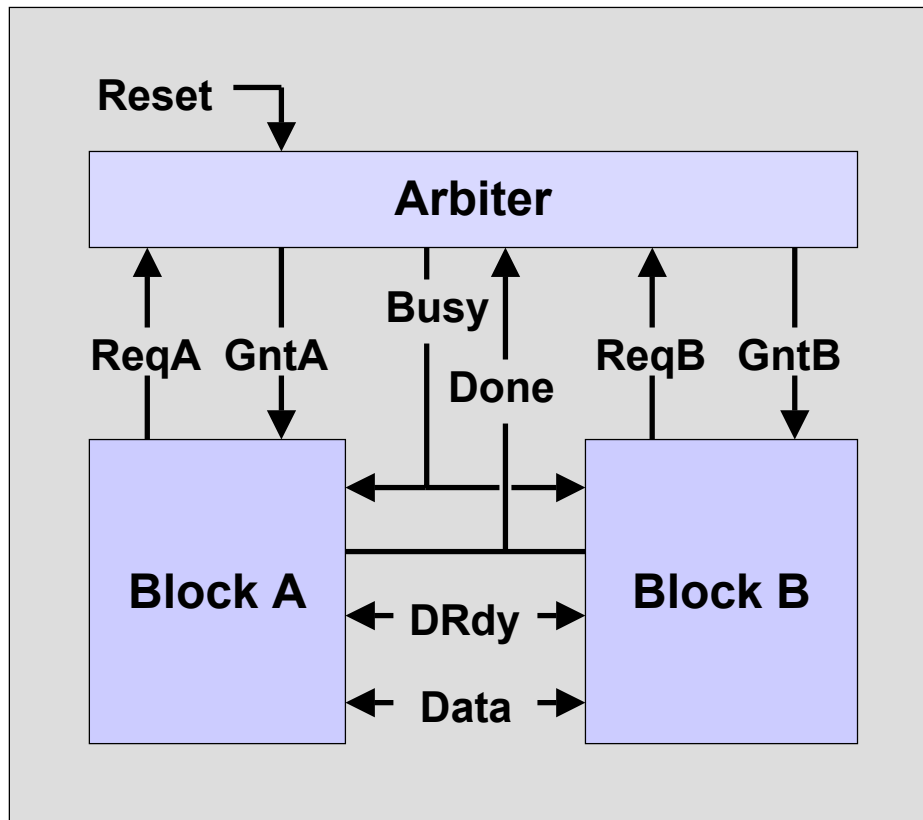 Reset
Arbiter
Busy
ReqA
GntA
ReqB
GntB
Done
Block A
Block B
DRdy
Data